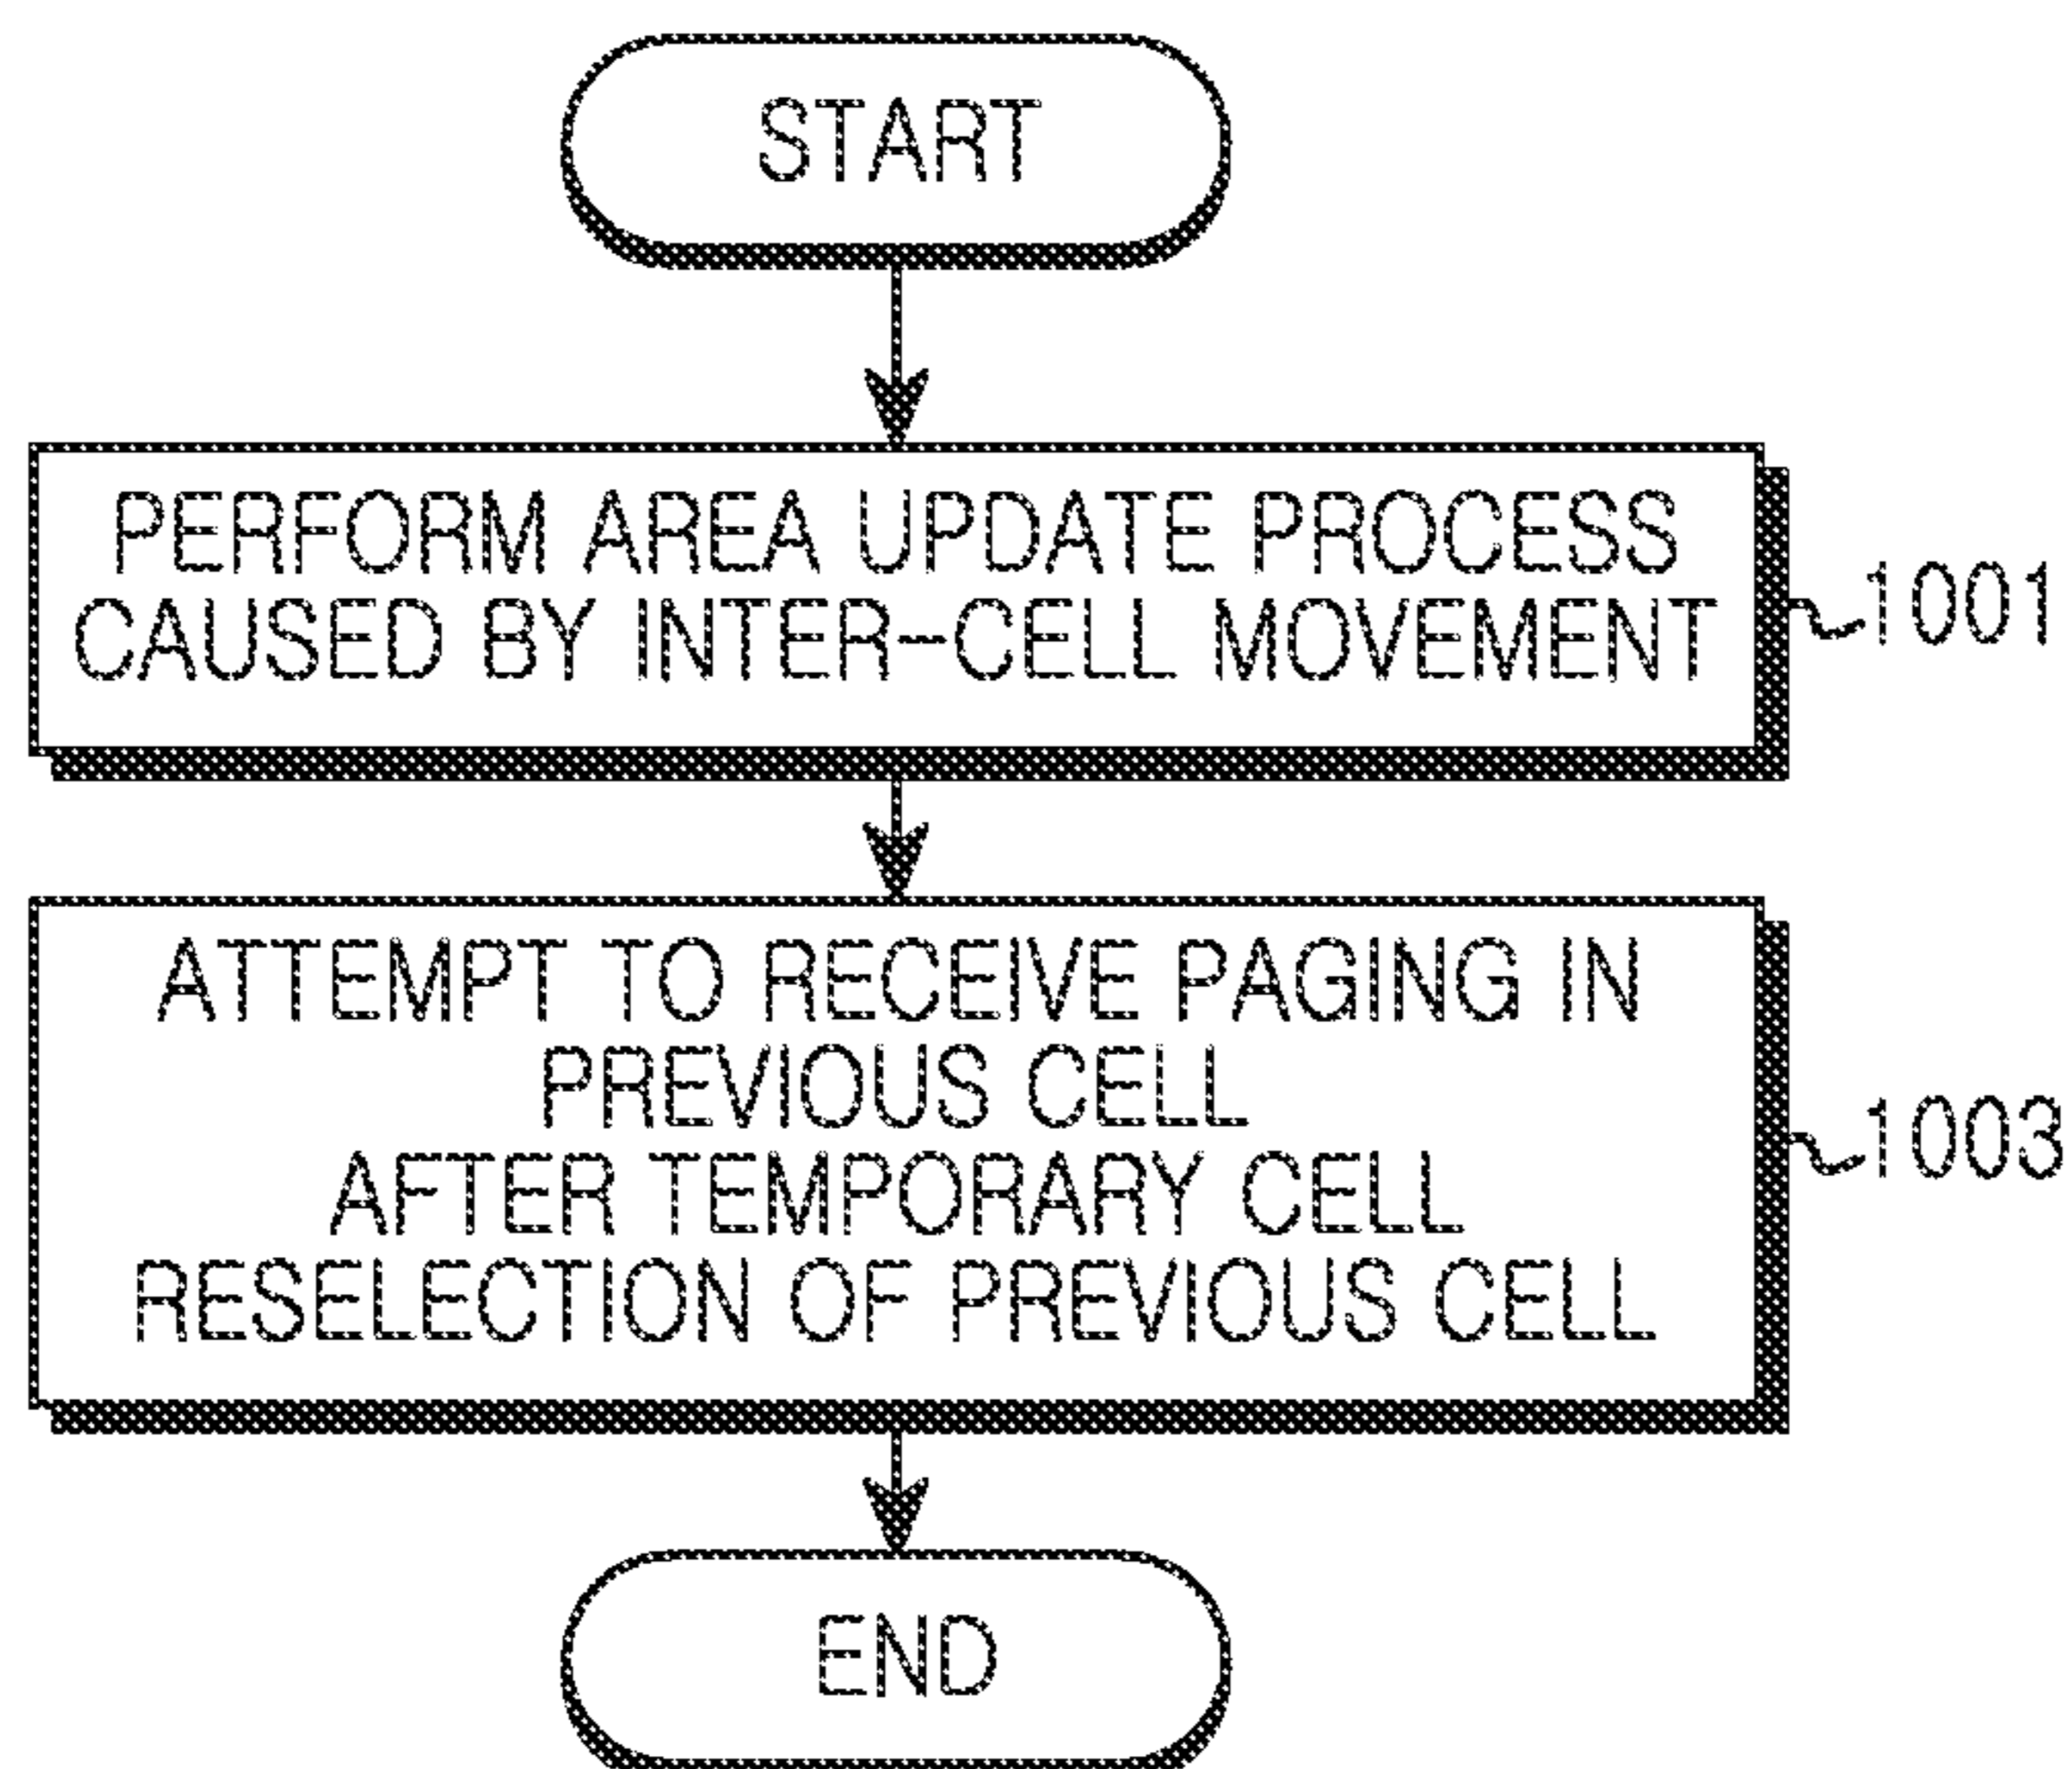 START
PERFORM AREA UPDATE PROCESS
CAUSED BY INTER-CELL MOVEMENT
1001
ATTEMPT TO RECEIVE PAGING IN
PREVIOUS CELL
AFTER TEMPORARY CELL
RESELECTION OF PREVIOUS CELL
1003
END